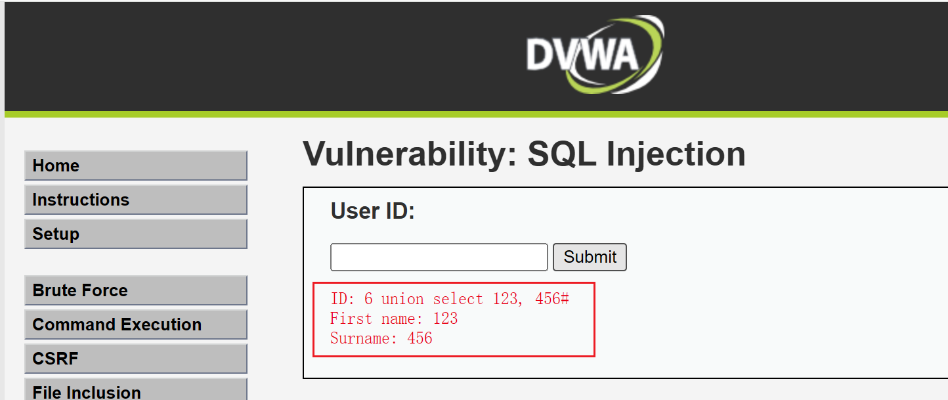 DVWA
Vulnerability: SQL Injection
Home
Instructions
Setup
Brute Force
Command Execution
CSRF
File Inclusion
User ID:
Submit
ID: 6 union select 123, 456#
First name: 123
Surname: 456